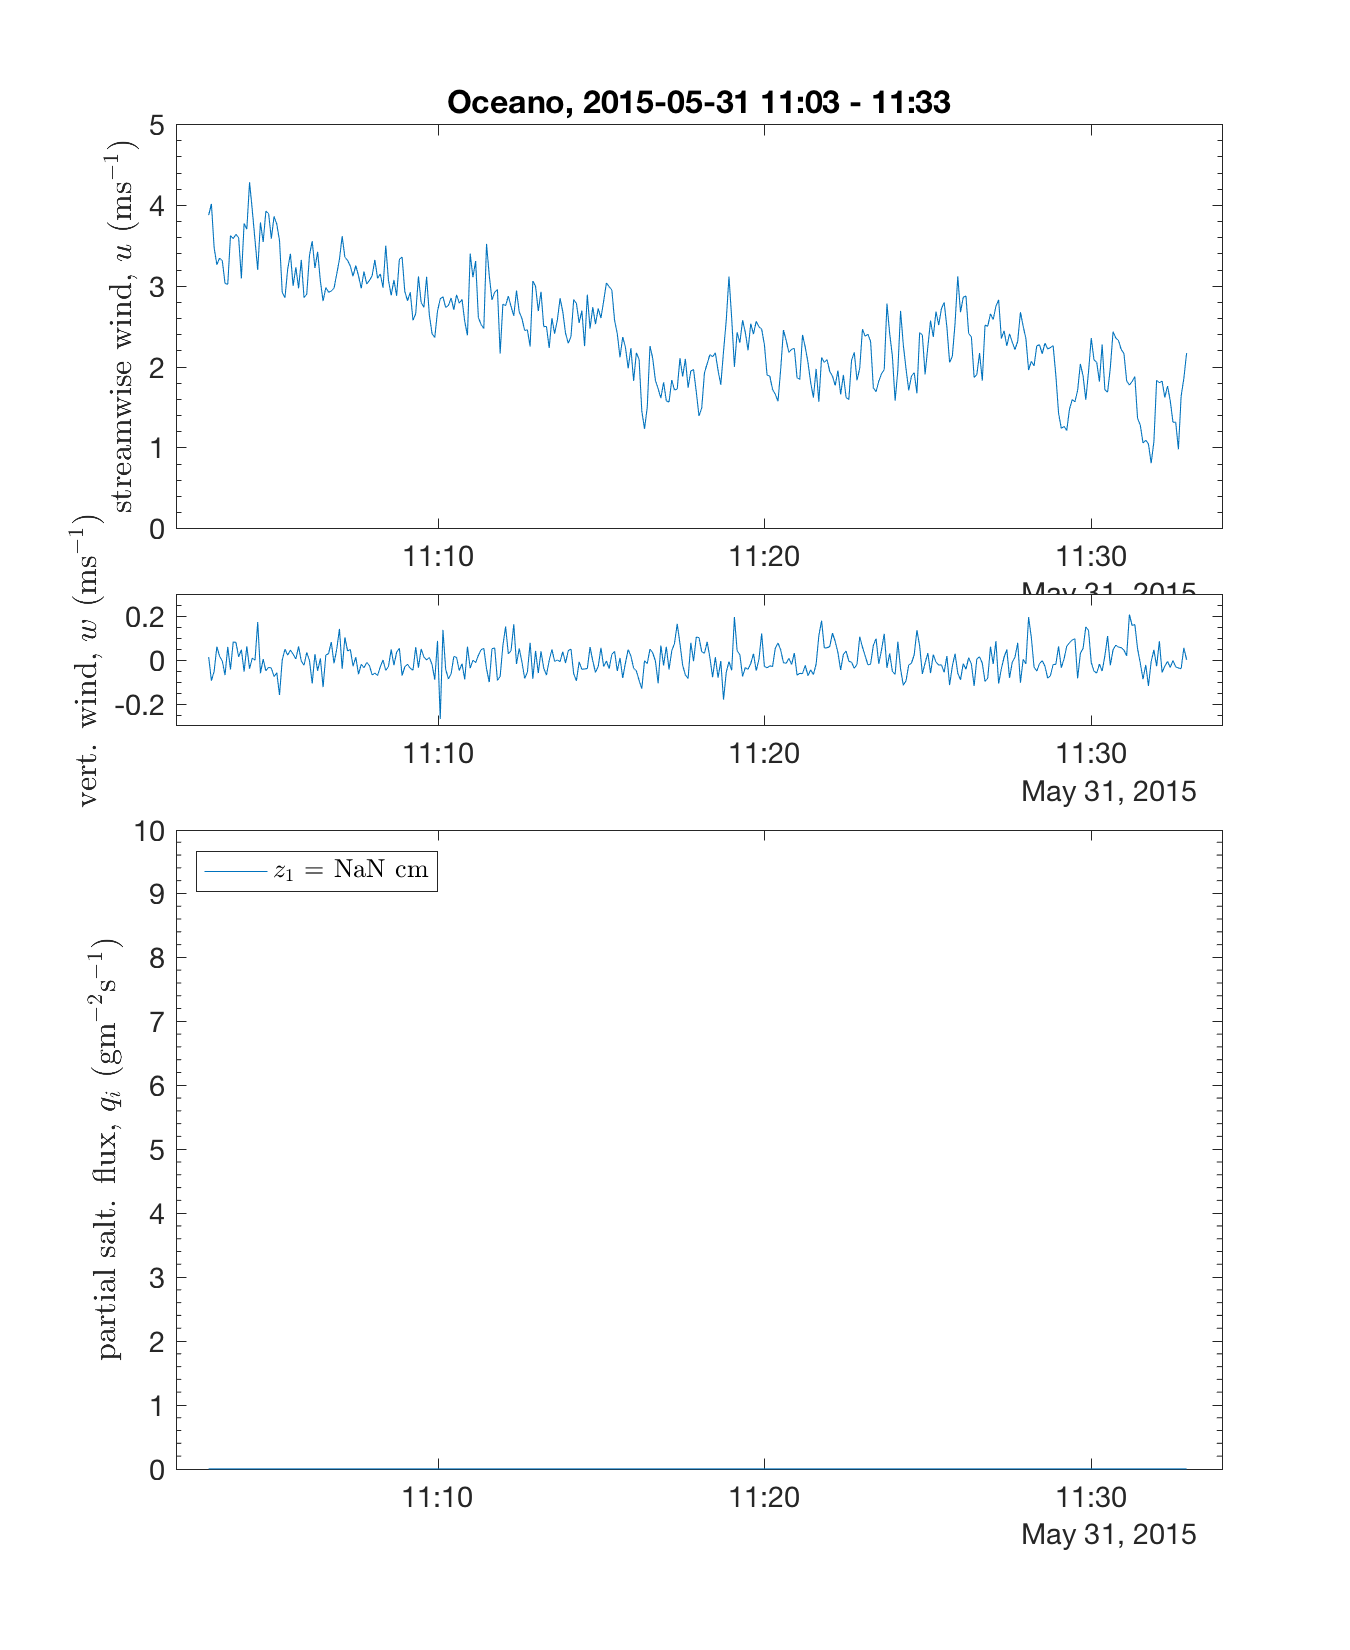 Oceano, 2015-05-31 11:03 - 11:33
streamwise wind, u (ms⁻¹)
5
4
3
2
1
0
11:10 11:20 11:30
May 31, 2015
vert. wind, w (ms⁻¹)
0.2
0
-0.2
11:10 11:20 11:30
May 31, 2015
partial salt. flux, qᵢ (gm⁻²s⁻¹)
10
9
8
7
6
5
4
3
2
1
0
z₁ = NaN cm
11:10 11:20 11:30
May 31, 2015